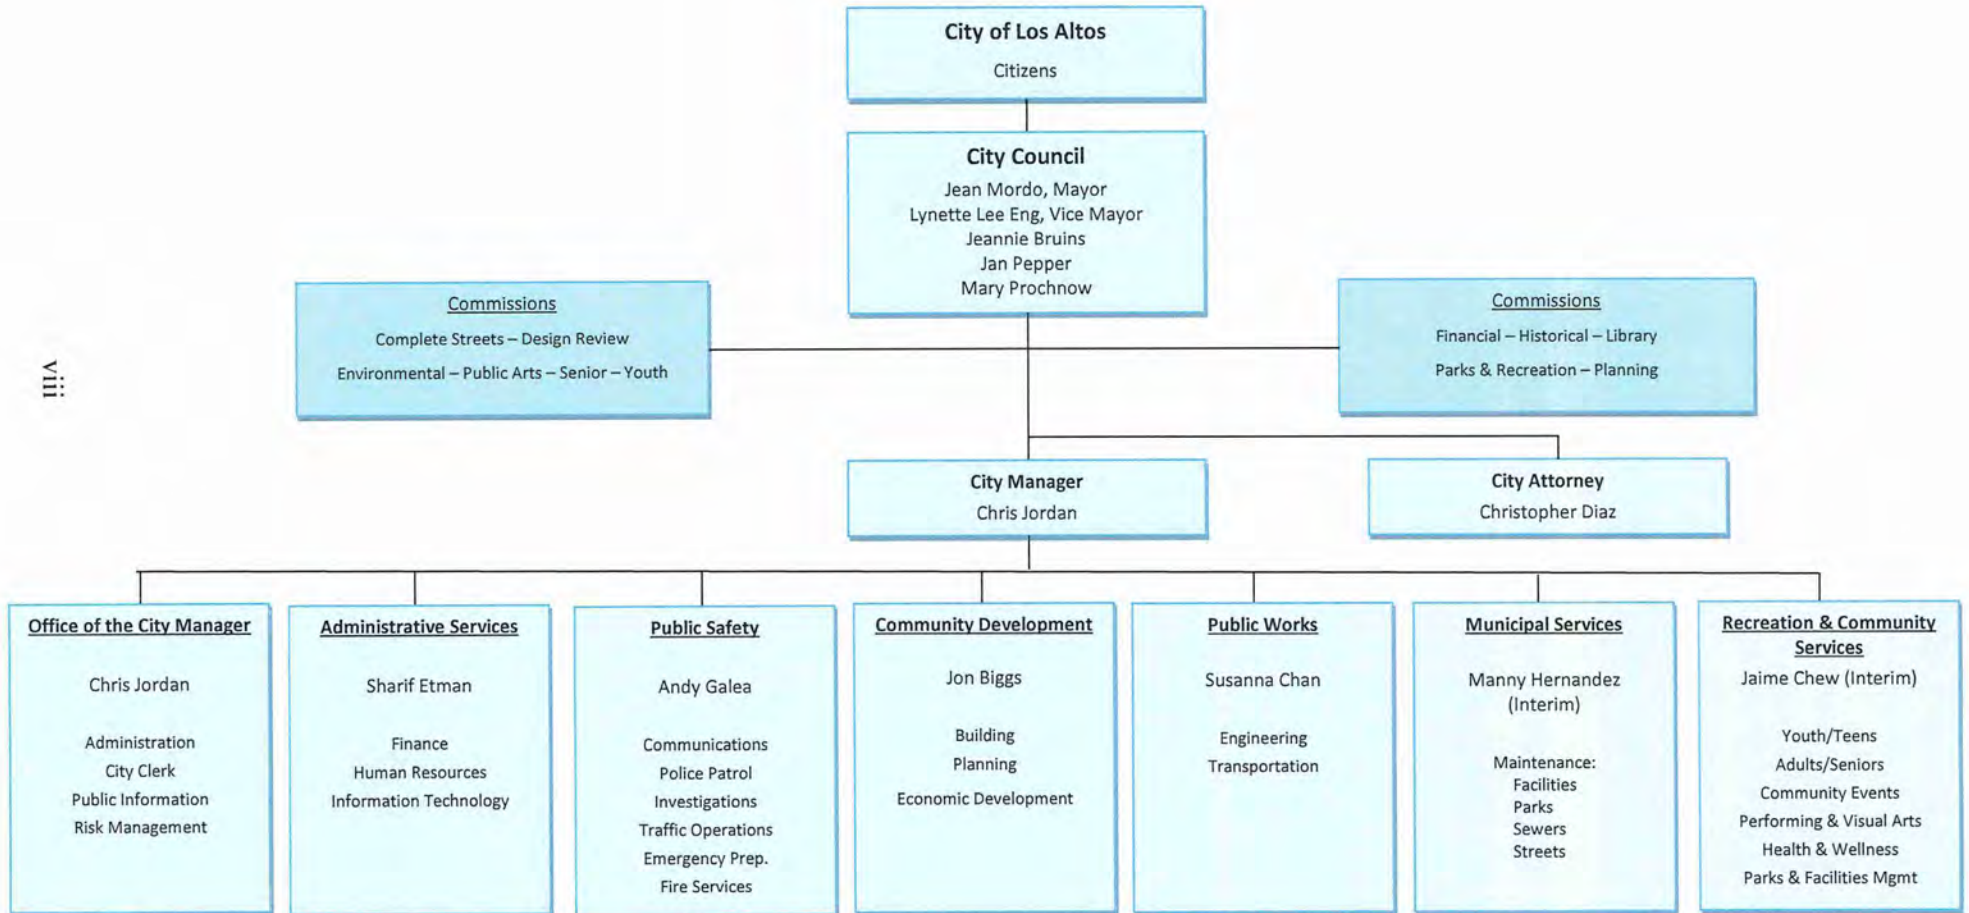 City of Los Altos
Citizens
City Council
Jean Mordo, Mayor
Lynette Lee Eng, Vice Mayor
Jeannie Bruins
Jan Pepper
Mary Prochnow
Commissions
Complete Streets – Design Review
Environmental – Public Arts – Senior – Youth
Commissions
Financial – Historical – Library
Parks & Recreation – Planning
viii
City Manager
Chris Jordan
City Attorney
Christopher Diaz
Office of the City Manager
Chris Jordan
Administration
City Clerk
Public Information
Risk Management
Administrative Services
Sharif Etman
Finance
Human Resources
Information Technology
Public Safety
Andy Galea
Communications
Police Patrol
Investigations
Traffic Operations
Emergency Prep.
Fire Services
Community Development
Jon Biggs
Building
Planning
Economic Development
Public Works
Susanna Chan
Engineering
Transportation
Municipal Services
Manny Hernandez
(Interim)
Maintenance:
Facilities
Parks
Sewers
Streets
Recreation & Community
Services
Jaime Chew (Interim)
Youth/Teens
Adults/Seniors
Community Events
Performing & Visual Arts
Health & Wellness
Parks & Facilities Mgmt